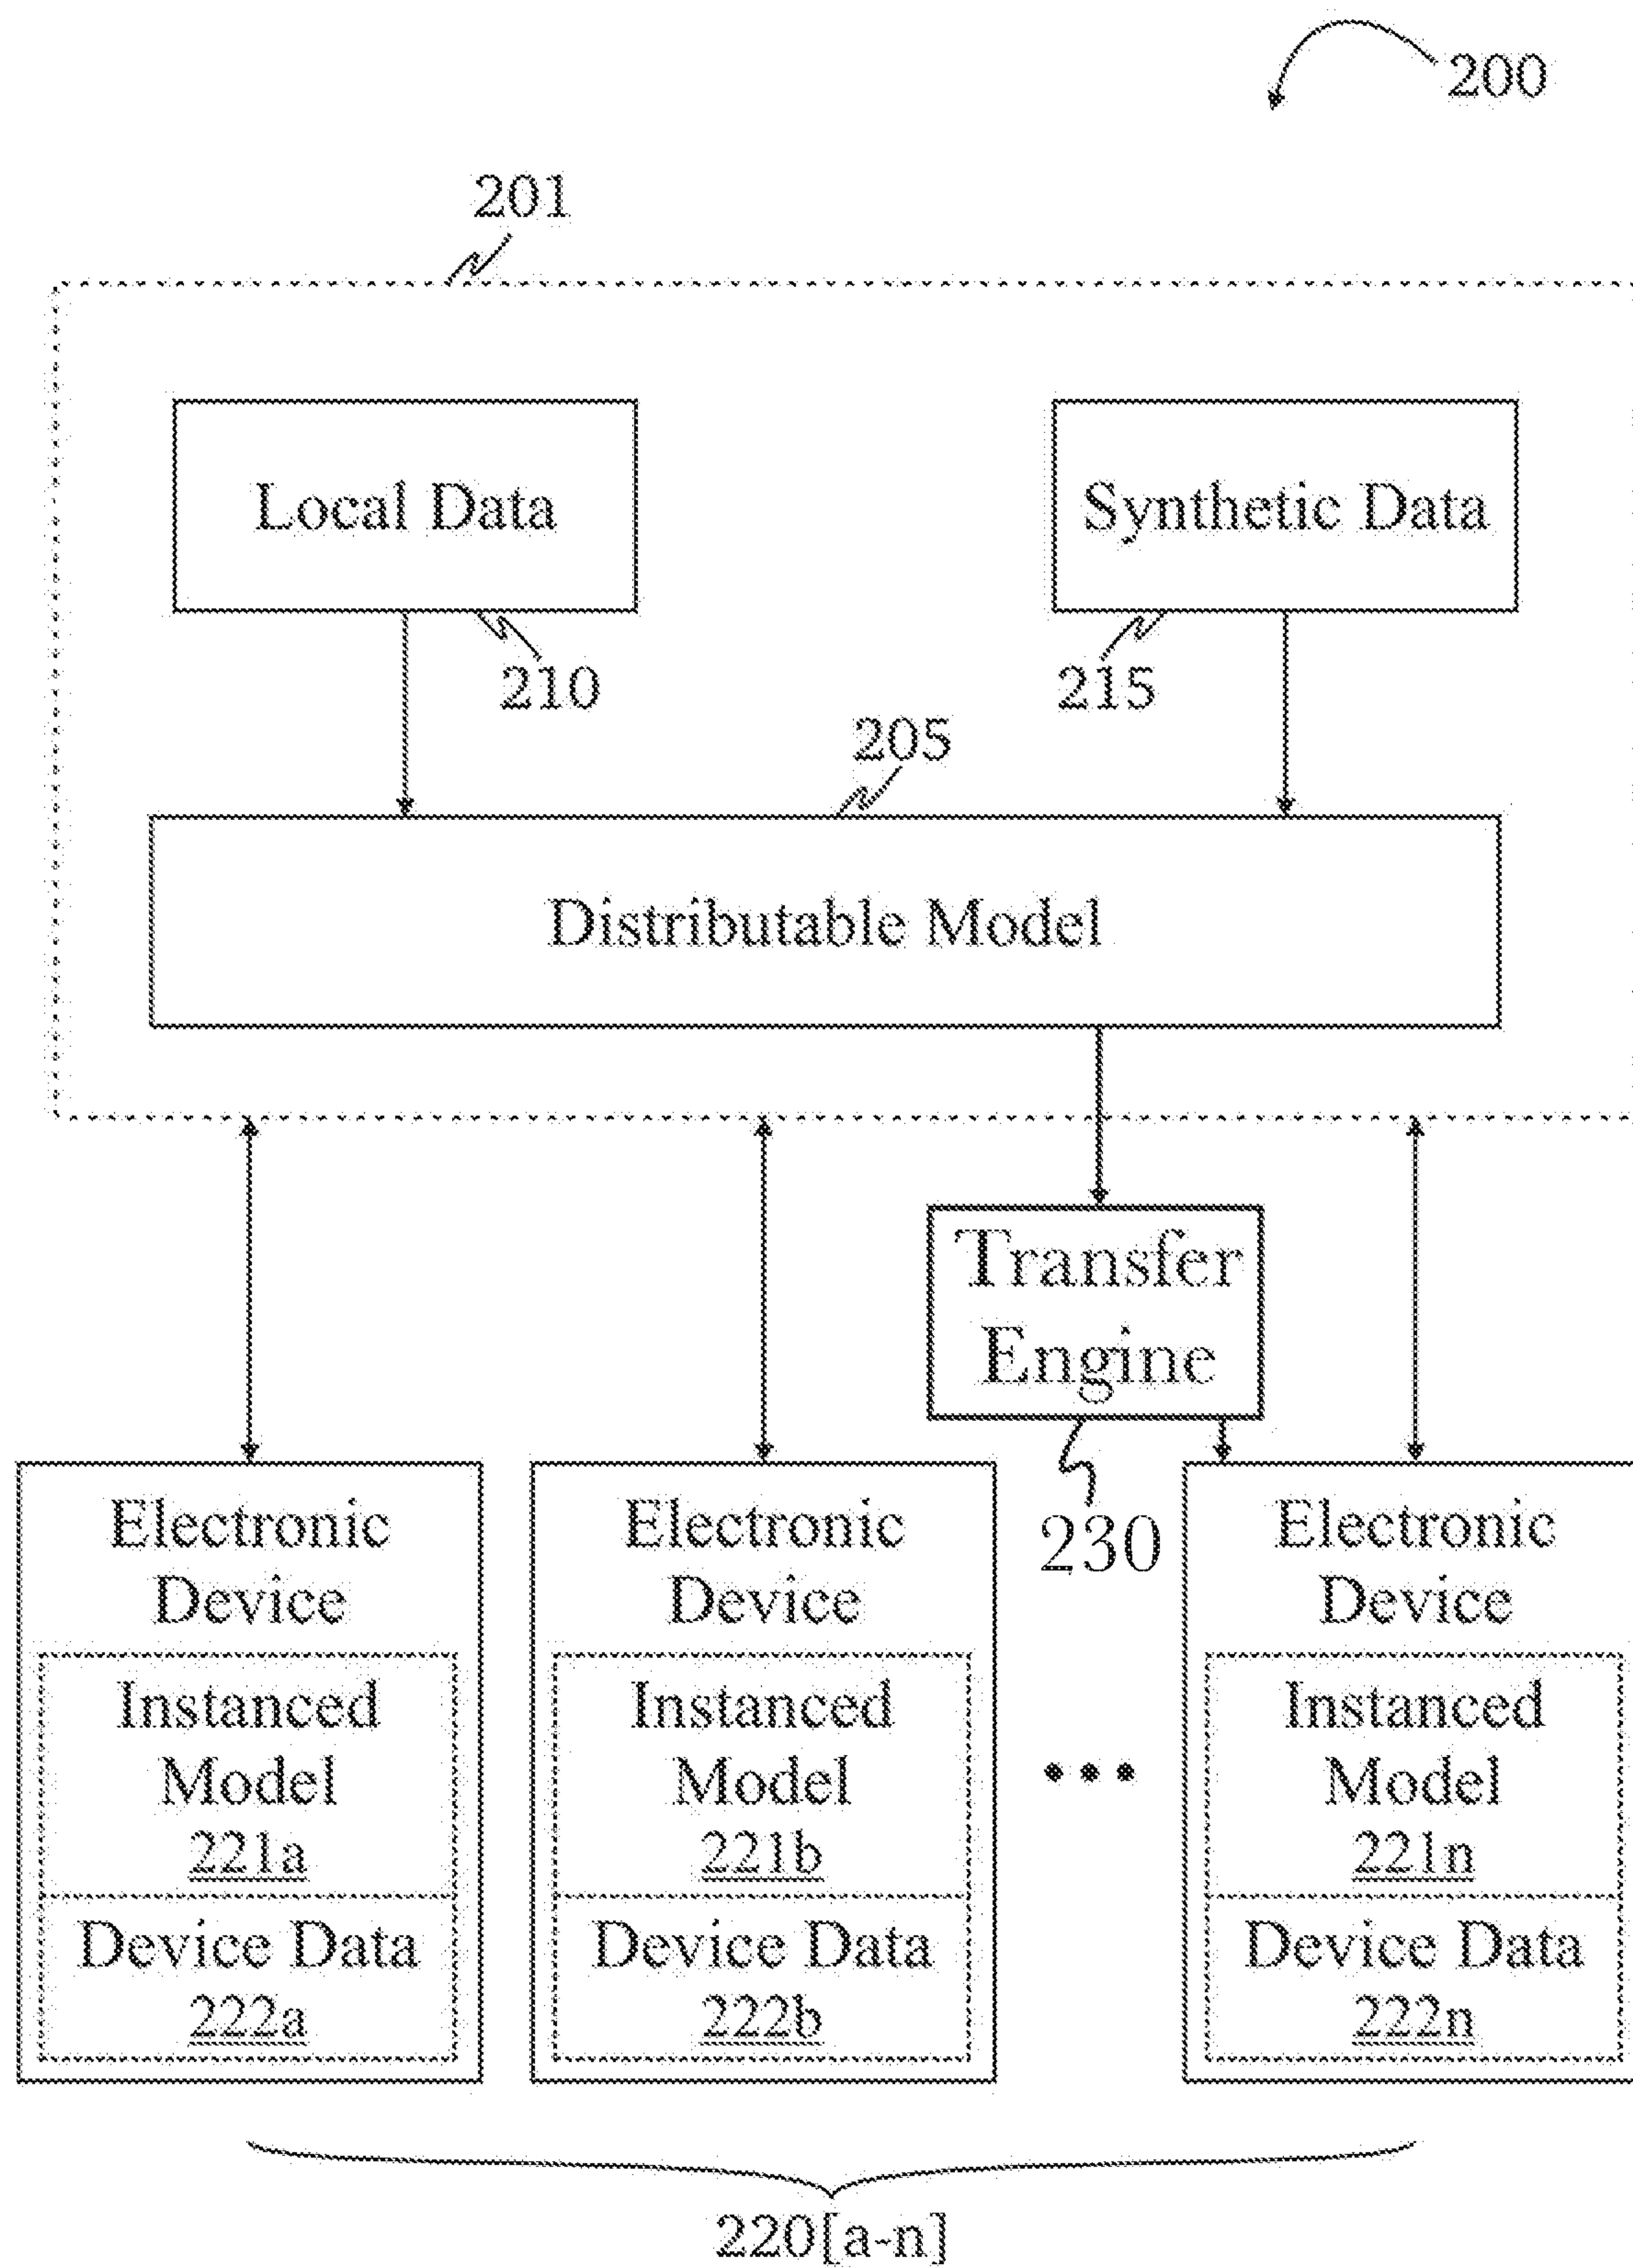 200
201
Local Data
Synthetic Data
210
215
205
Distributable Model
Transfer
Engine
230
Electronic
Device
Instanced
Model
221a
Device Data
222a
Electronic
Device
Instanced
Model
221b
Device Data
222b
•••
Electronic
Device
Instanced
Model
221n
Device Data
222n
220[a-n]